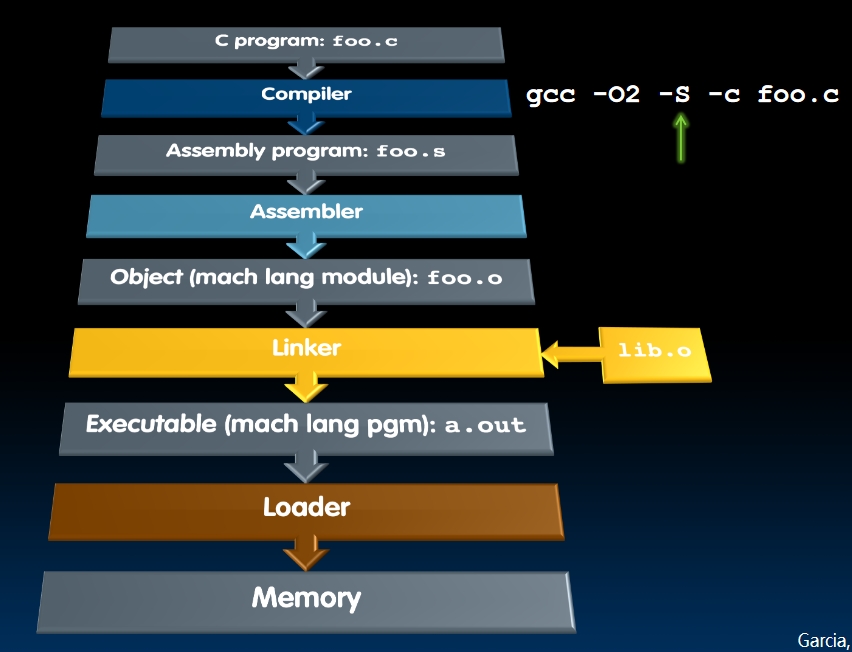 C program: foo.c
Compiler
gcc -O2 -S -c foo.c
Assembly program: foo.s
Assembler
Object (mach lang module): foo.o
Linker
lib.o
Executable (mach lang pgm): a.out
Loader
Memory
Garcia,